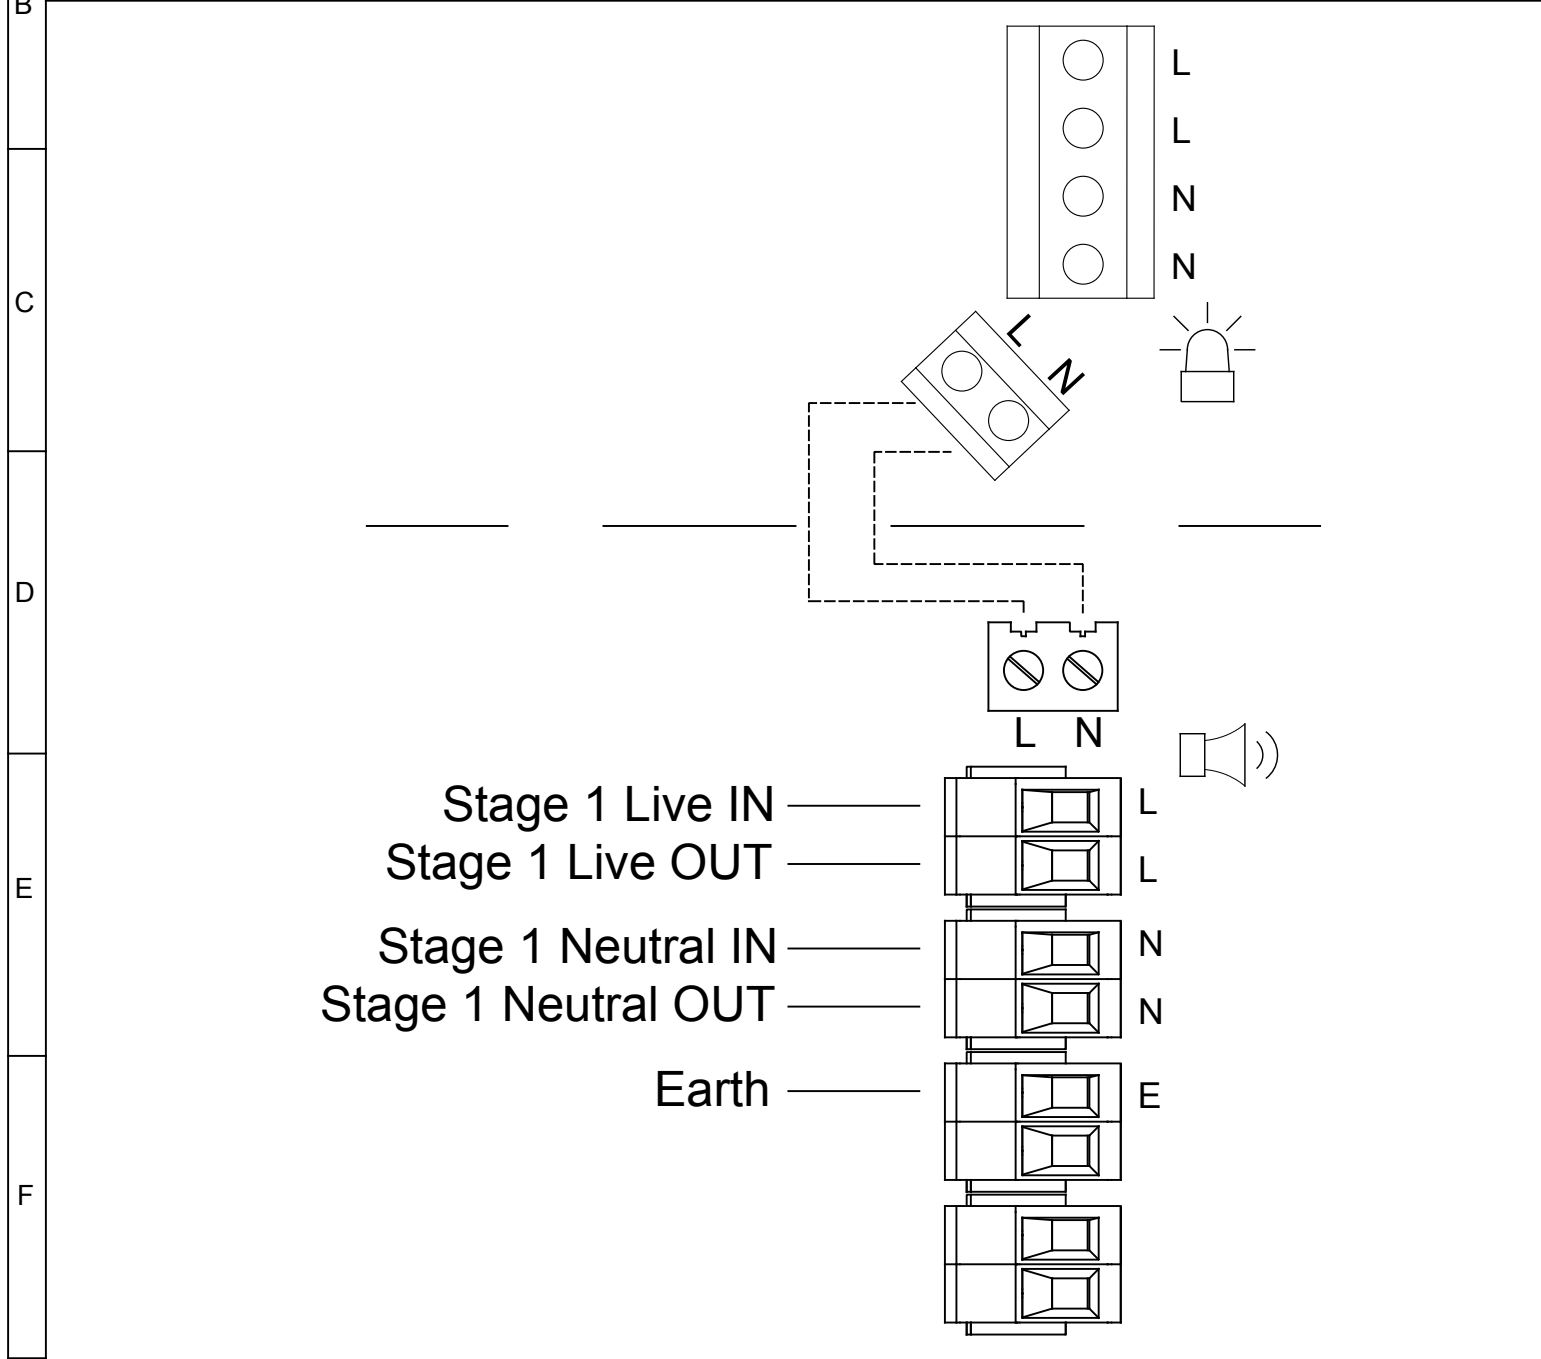 B
L
L
N
N
C
L
N
D
L N
Stage 1 Live IN L
Stage 1 Live OUT L
E
Stage 1 Neutral IN N
Stage 1 Neutral OUT N
Earth E
F